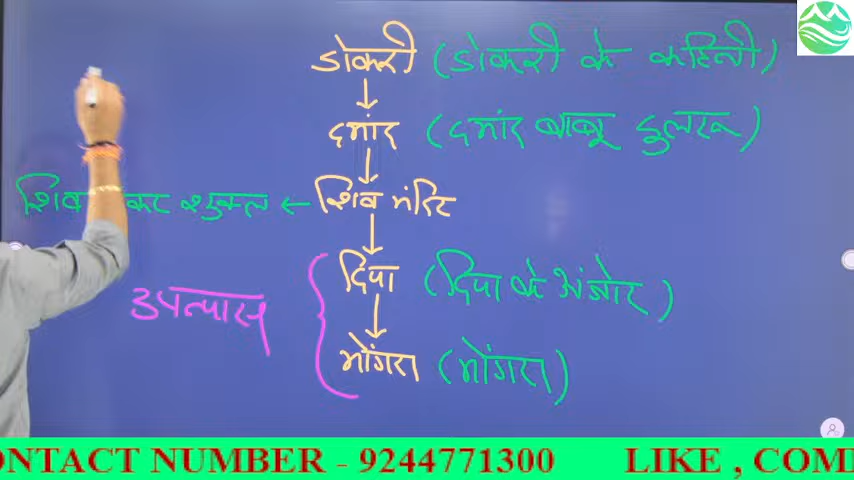 डोकरी (डोकरी के कहिनी)
दमांद (दमांद बाबू दुलरू)
शिव शुक्ल ← शिव मंदिर
दिया (दिया के अंजोर)
उपन्यास
मोंगरा (मोंगरा)
ONTACT NUMBER - 9244771300 LIKE , COM